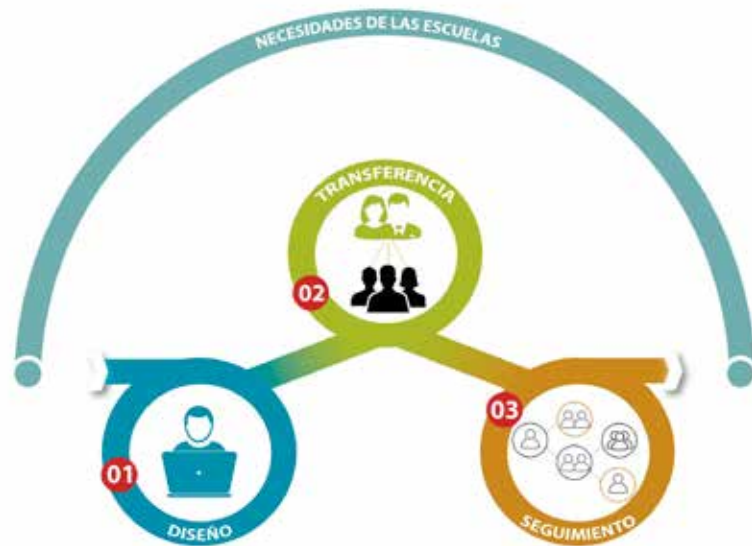 NECESIDADES DE LAS ESCUELAS
TRANSFERENCIA
02
01
DISEÑO
03
SEGUIMIENTO